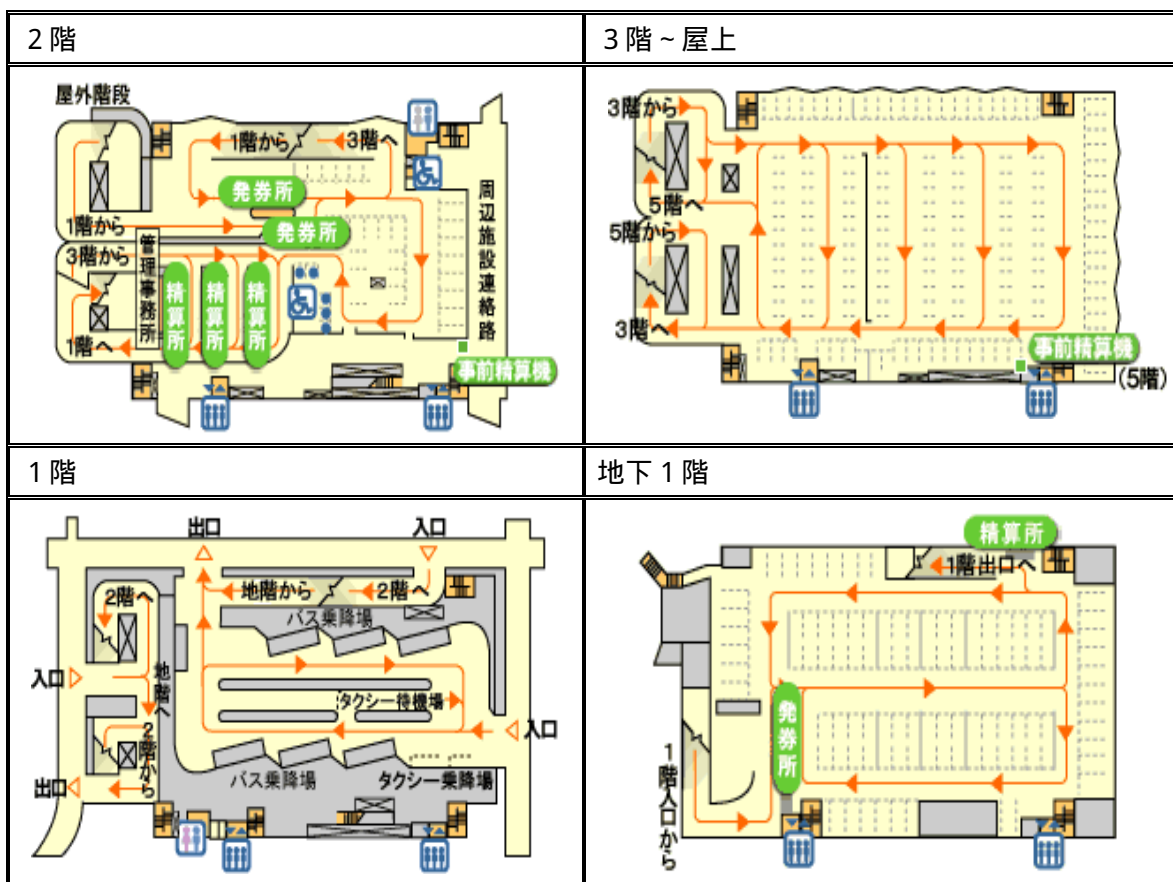 2階
3階~屋上
屋外階段
1階から
3階へ
発券所
発券所
周辺施設連絡路
1階から
3階から
管理事務所
精算所
精算所
精算所
1階へ
事前精算機
3階から
5階へ
5階から
3階へ
事前精算機
(5階)
1階
地下1階
出口
入口
2階へ
地階から
2階へ
バス乗降場
入口
地階へ
タクシー待機場
入口
2階から
出口
バス乗降場
タクシー乗降場
精算所
1階出口へ
発券所
1階入口から